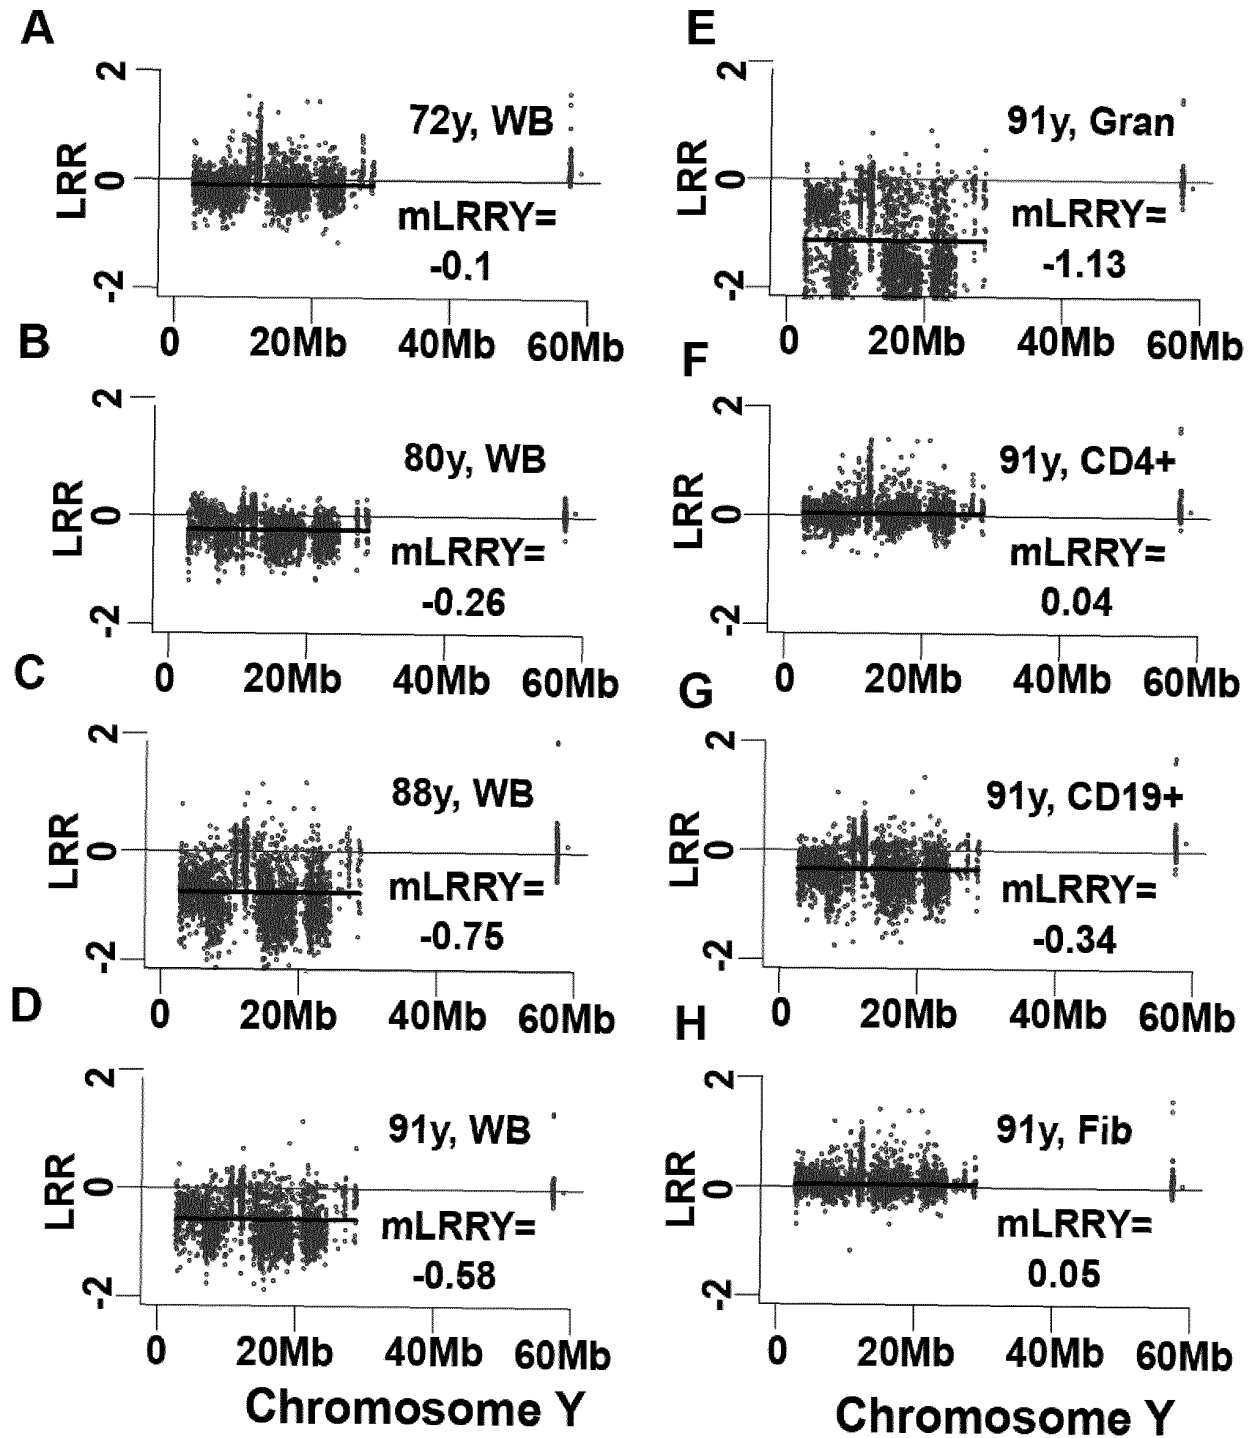 A
2
0
-2
LRR
72y, WB
mLRRY=
-0.1
0 20Mb 40Mb 60Mb
B
2
0
-2
LRR
80y, WB
mLRRY=
-0.26
0 20Mb 40Mb 60Mb
C
2
0
-2
LRR
88y, WB
mLRRY=
-0.75
0 20Mb 40Mb 60Mb
D
2
0
-2
LRR
91y, WB
mLRRY=
-0.58
0 20Mb 40Mb 60Mb
Chromosome Y
E
2
0
-2
LRR
91y, Gran
mLRRY=
-1.13
0 20Mb 40Mb 60Mb
F
2
0
-2
LRR
91y, CD4+
mLRRY=
0.04
0 20Mb 40Mb 60Mb
G
2
0
-2
LRR
91y, CD19+
mLRRY=
-0.34
0 20Mb 40Mb 60Mb
H
2
0
-2
LRR
91y, Fib
mLRRY=
0.05
0 20Mb 40Mb 60Mb
Chromosome Y